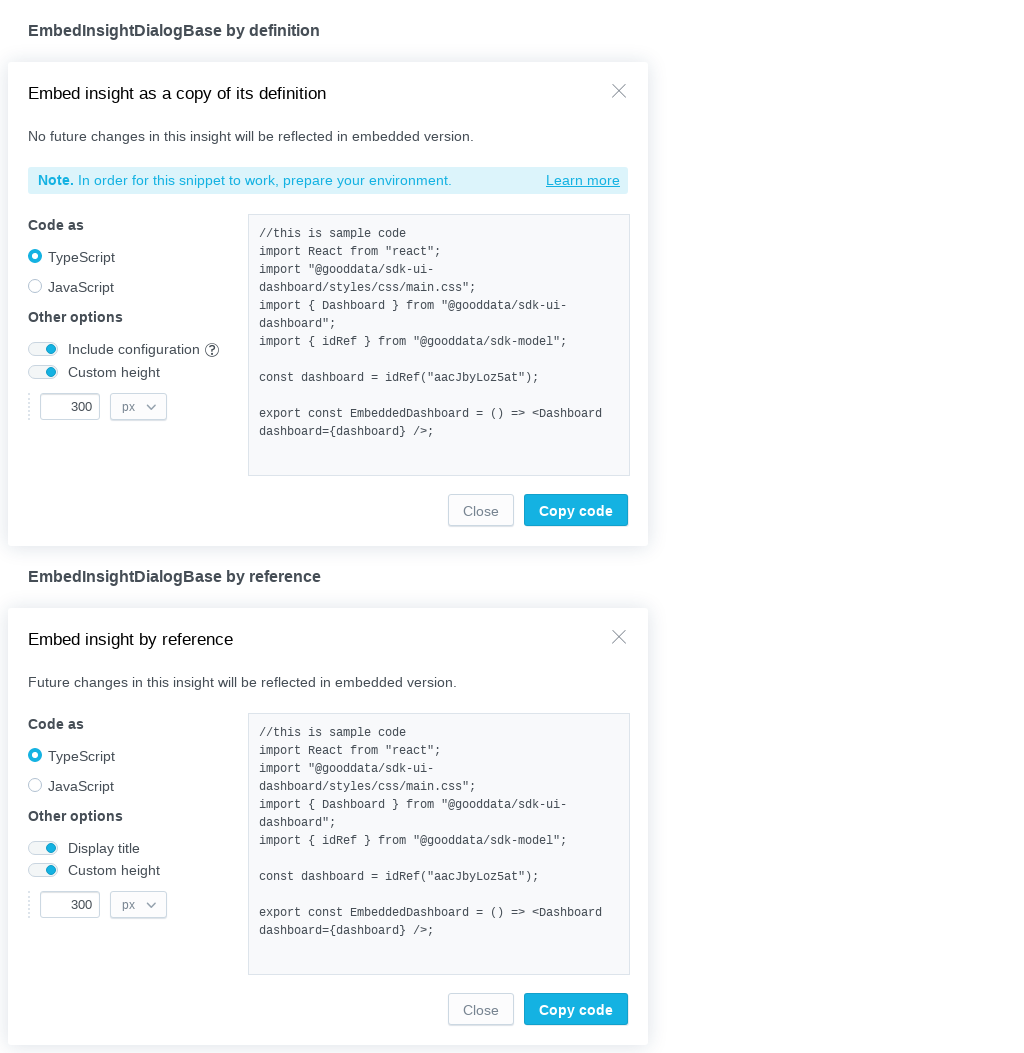 EmbedInsightDialogBase by definition
Embed insight as a copy of its definition
No future changes in this insight will be reflected in embedded version.
Note. In order for this snippet to work, prepare your environment. Learn more
Code as
TypeScript
JavaScript
Other options
Include configuration ?
Custom height
300 px
//this is sample code
import React from "react";
import "@gooddata/sdk-ui-
dashboard/styles/css/main.css";
import { Dashboard } from "@gooddata/sdk-ui-
dashboard";
import { idRef } from "@gooddata/sdk-model";
const dashboard = idRef("aacJbyLoz5at");
export const EmbeddedDashboard = () => <Dashboard
dashboard={dashboard} />;
Close Copy code
EmbedInsightDialogBase by reference
Embed insight by reference
Future changes in this insight will be reflected in embedded version.
Code as
TypeScript
JavaScript
Other options
Display title
Custom height
300 px
//this is sample code
import React from "react";
import "@gooddata/sdk-ui-
dashboard/styles/css/main.css";
import { Dashboard } from "@gooddata/sdk-ui-
dashboard";
import { idRef } from "@gooddata/sdk-model";
const dashboard = idRef("aacJbyLoz5at");
export const EmbeddedDashboard = () => <Dashboard
dashboard={dashboard} />;
Close Copy code